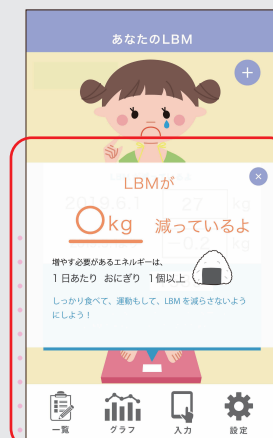 あなたのLBM
LBMが
○kg 減っているよ
増やす必要があるエネルギーは、
1日あたり おにぎり 1個以上
しっかり食べて、運動もして、LBMを減らさないよう
にしよう！
一覧 グラフ 入力 設定